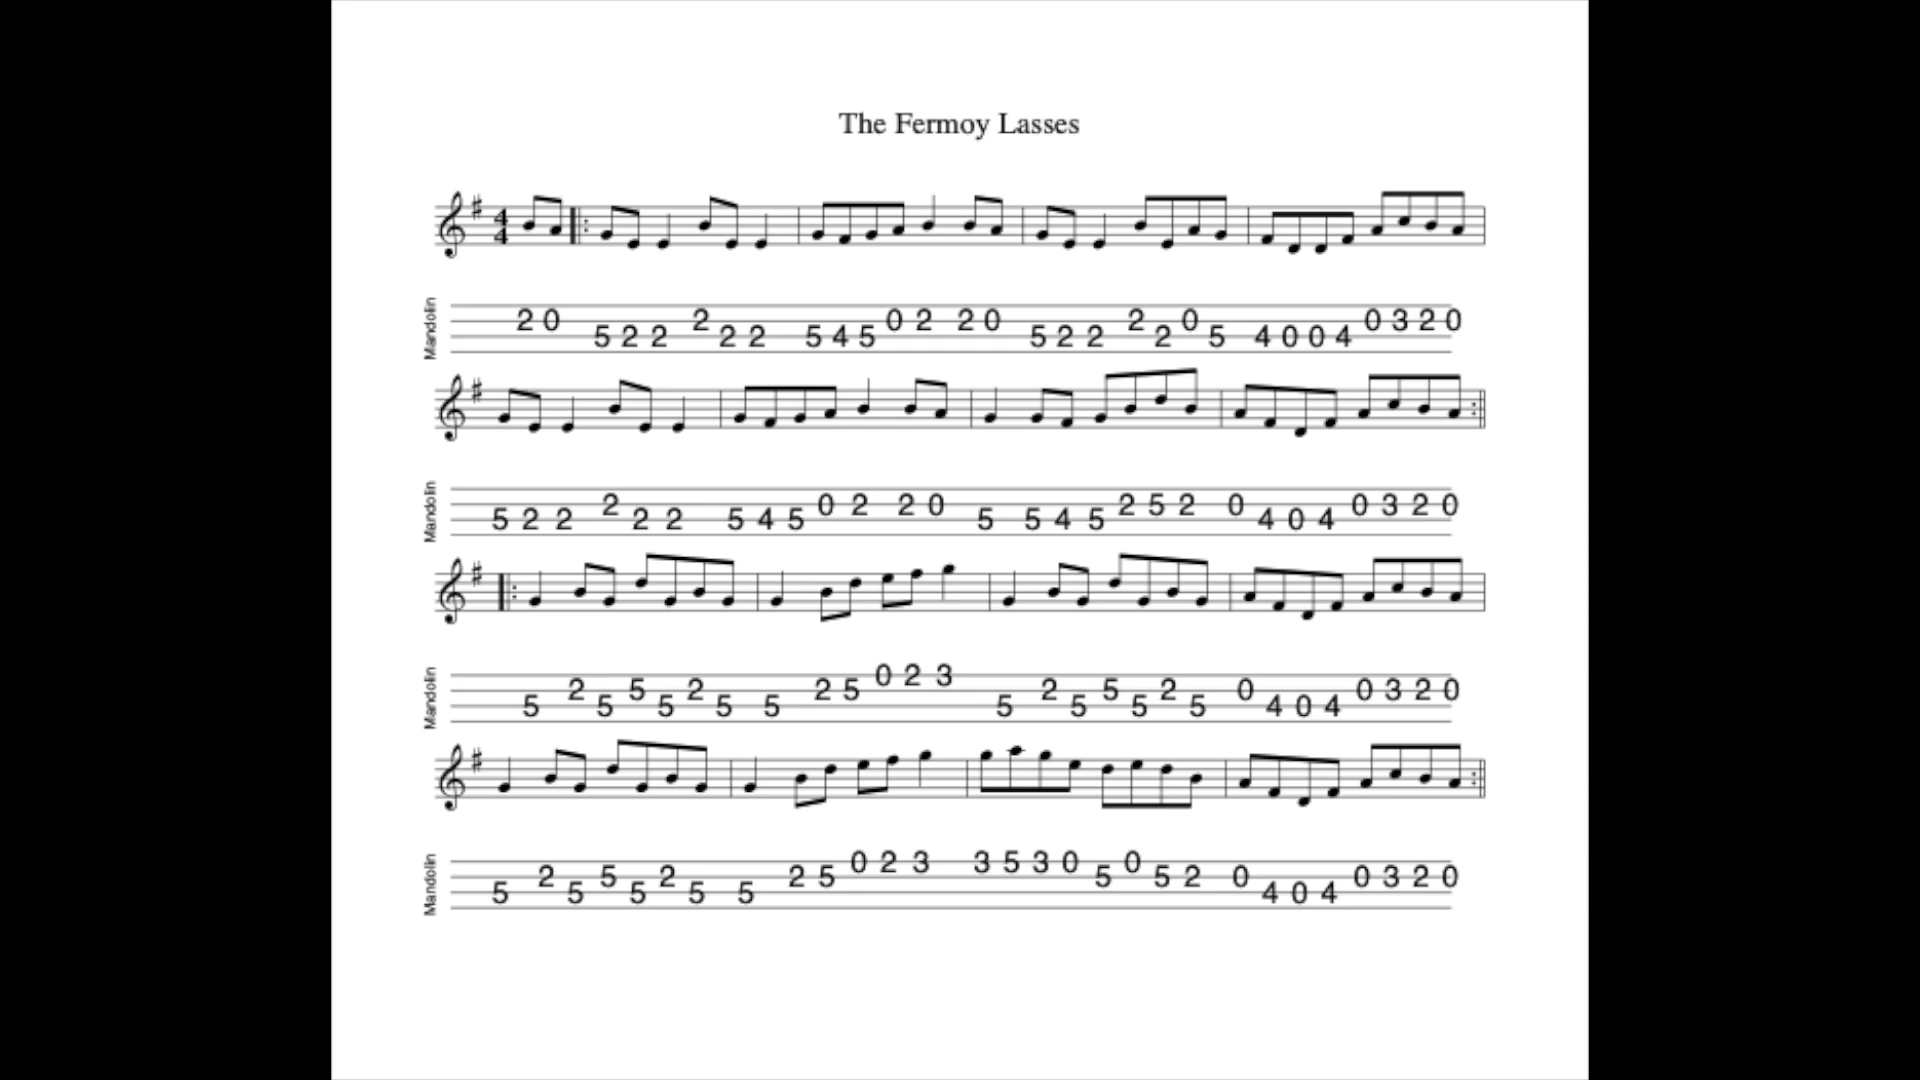 The Fermoy Lasses
4
4
Mandolin
2 0 5 2 2 2 2 2 5 4 5 0 2 2 0 5 2 2 2 2 0 5 4 0 0 4 0 3 2 0
Mandolin
5 2 2 2 2 2 5 4 5 0 2 2 0 5 5 4 5 2 5 2 0 4 0 4 0 3 2 0
Mandolin
5 2 5 5 5 2 5 5 2 5 0 2 3 5 2 5 5 5 2 5 0 4 0 4 0 3 2 0
Mandolin
5 2 5 5 5 2 5 5 2 5 0 2 3 3 5 3 0 5 0 5 2 0 4 0 4 0 3 2 0